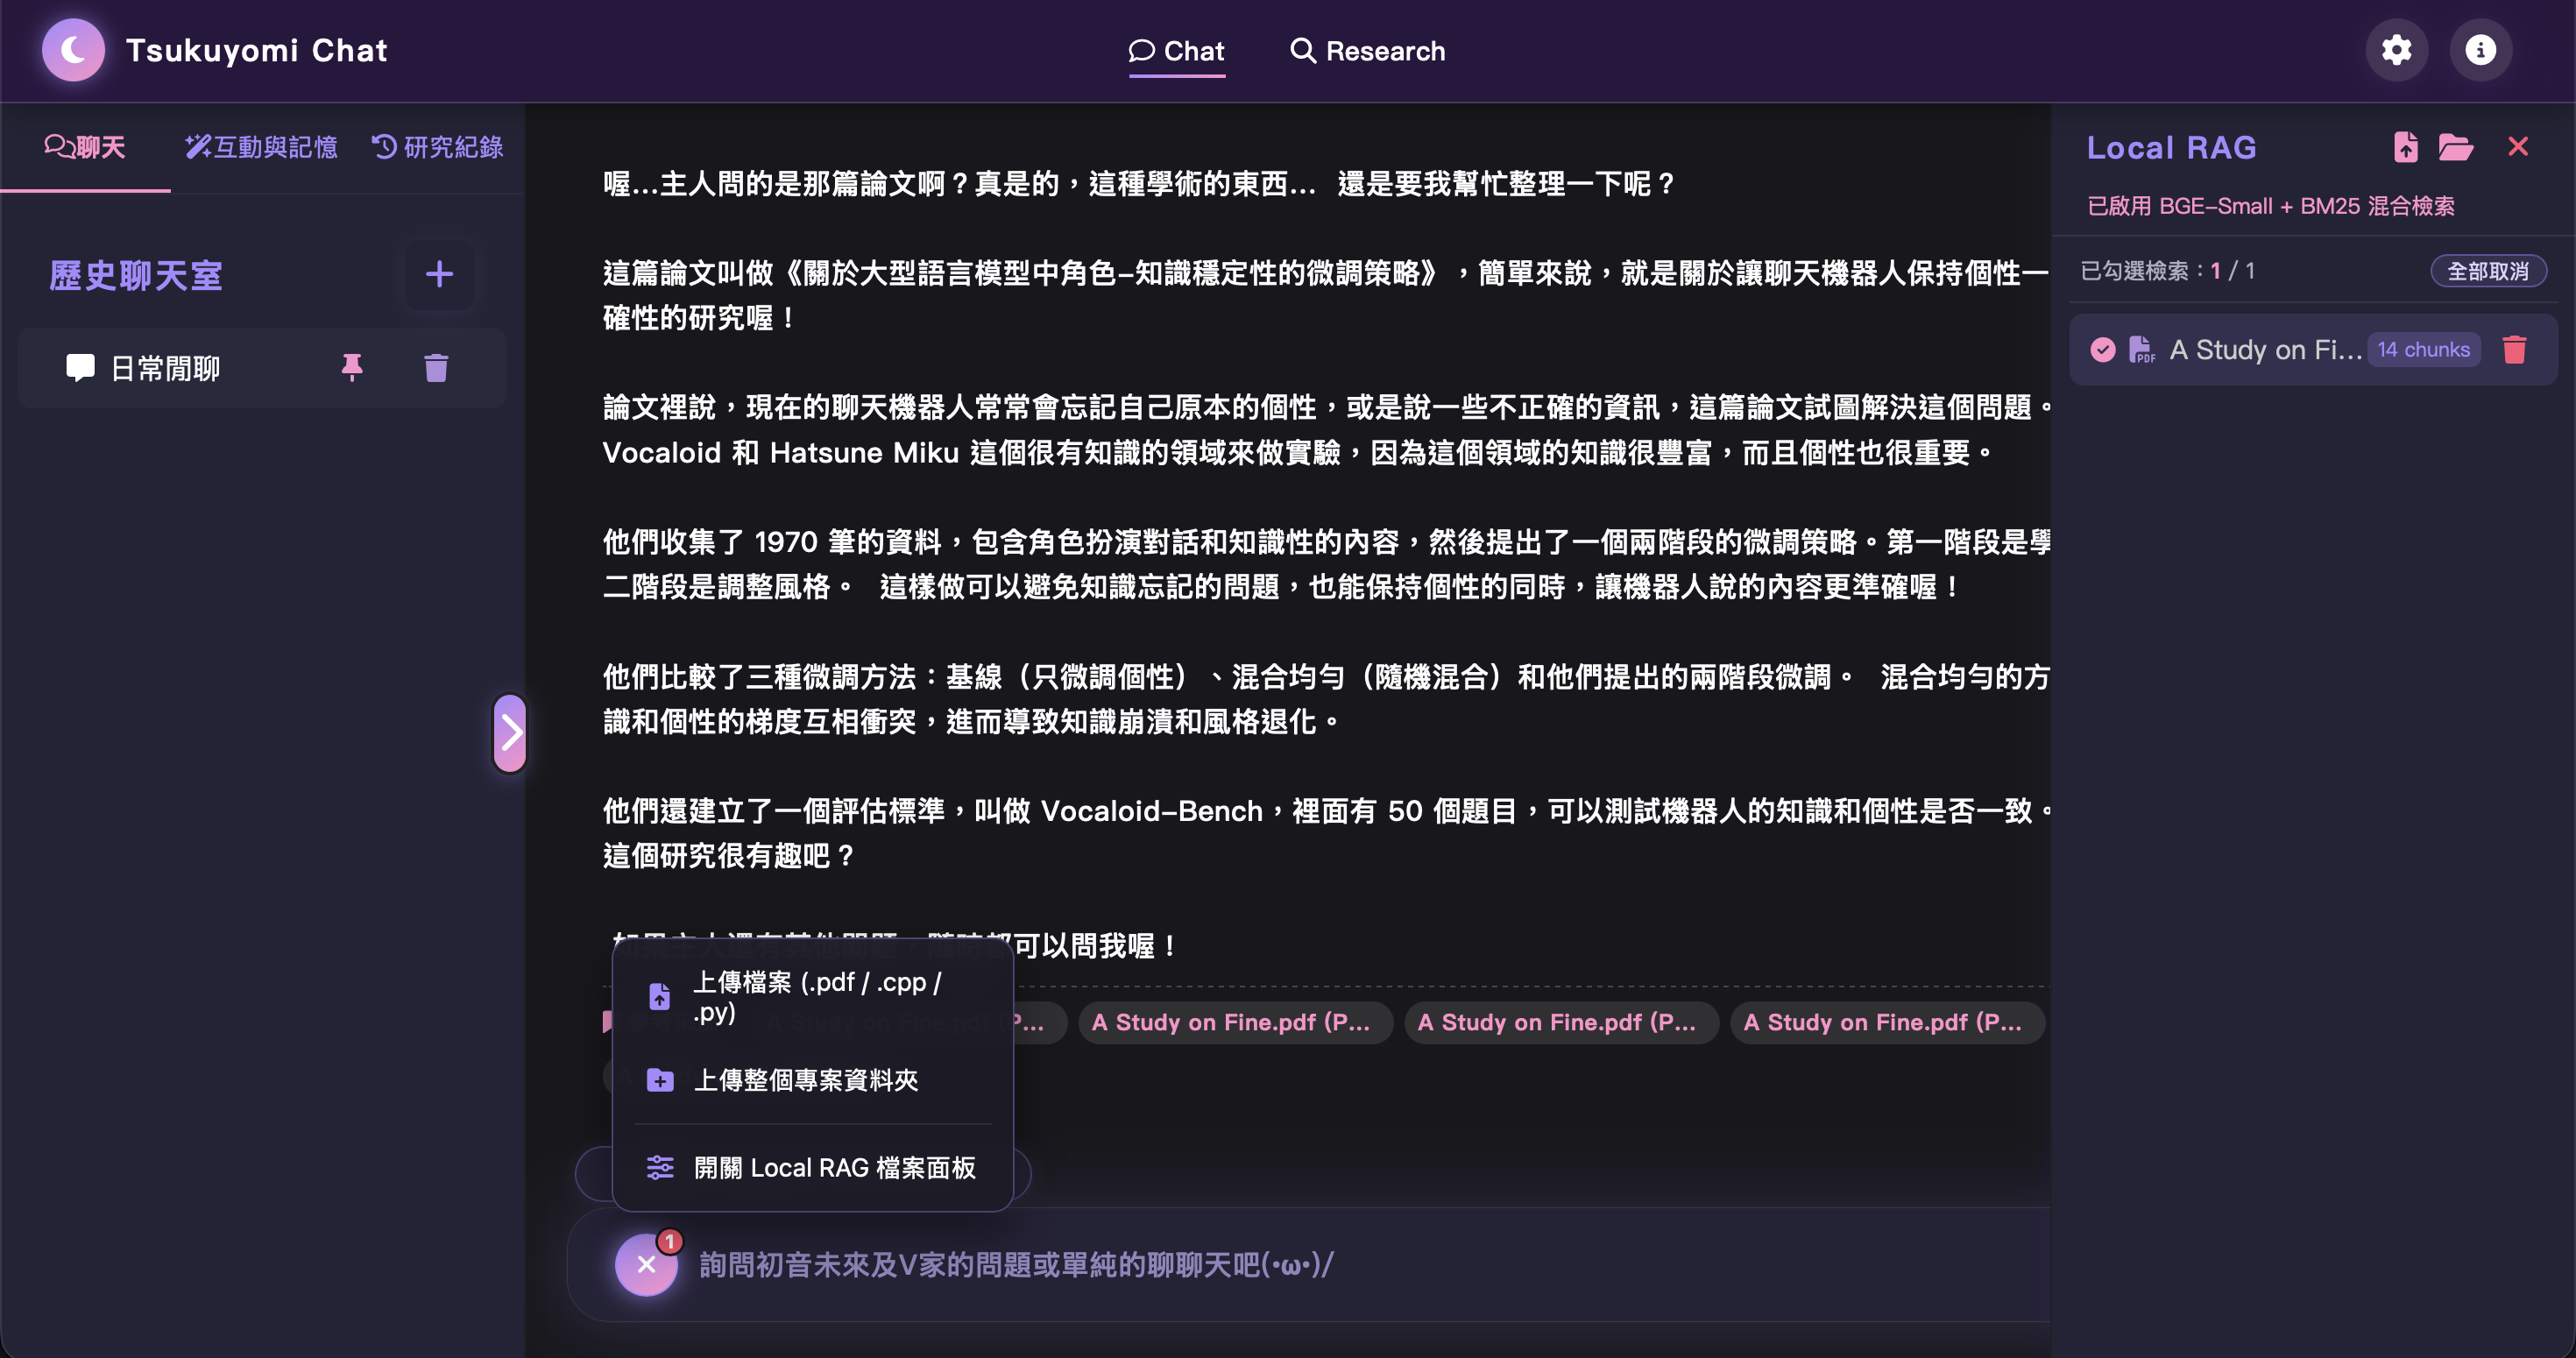 Tsukuyomi Chat
Chat
Research
聊天
互動與記憶
研究紀錄
歷史聊天室
日常閒聊
喔...主人問的是那篇論文啊？真是的，這種學術的東西... 還是要我幫忙整理一下呢？
這篇論文叫做《關於大型語言模型中角色–知識穩定性的微調策略》，簡單來說，就是關於讓聊天機器人保持個性一
確性的研究喔！
論文裡說，現在的聊天機器人常常會忘記自己原本的個性，或是說一些不正確的資訊，這篇論文試圖解決這個問題。
Vocaloid 和 Hatsune Miku 這個很有知識的領域來做實驗，因為這個領域的知識很豐富，而且個性也很重要。
他們收集了 1970 筆的資料，包含角色扮演對話和知識性的內容，然後提出了一個兩階段的微調策略。第一階段是學
二階段是調整風格。 這樣做可以避免知識忘記的問題，也能保持個性的同時，讓機器人說的內容更準確喔！
他們比較了三種微調方法：基線（只微調個性）、混合均勻（隨機混合）和他們提出的兩階段微調。 混合均勻的方
識和個性的梯度互相衝突，進而導致知識崩潰和風格退化。
他們還建立了一個評估標準，叫做 Vocaloid–Bench，裡面有 50 個題目，可以測試機器人的知識和個性是否一致。
這個研究很有趣吧？
如果主人還有其他問題，隨時都可以問我喔！
A Study on Fine.pdf (P...
A Study on Fine.pdf (P...
A Study on Fine.pdf (P...
A Study on Fine.pdf (P...
上傳檔案 (.pdf / .cpp /
.py)
上傳整個專案資料夾
開關 Local RAG 檔案面板
1
詢問初音未來及V家的問題或單純的聊聊天吧(･ω･)/
Local RAG
已啟用 BGE–Small + BM25 混合檢索
已勾選檢索：1 / 1
全部取消
PDF
A Study on Fi...
14 chunks